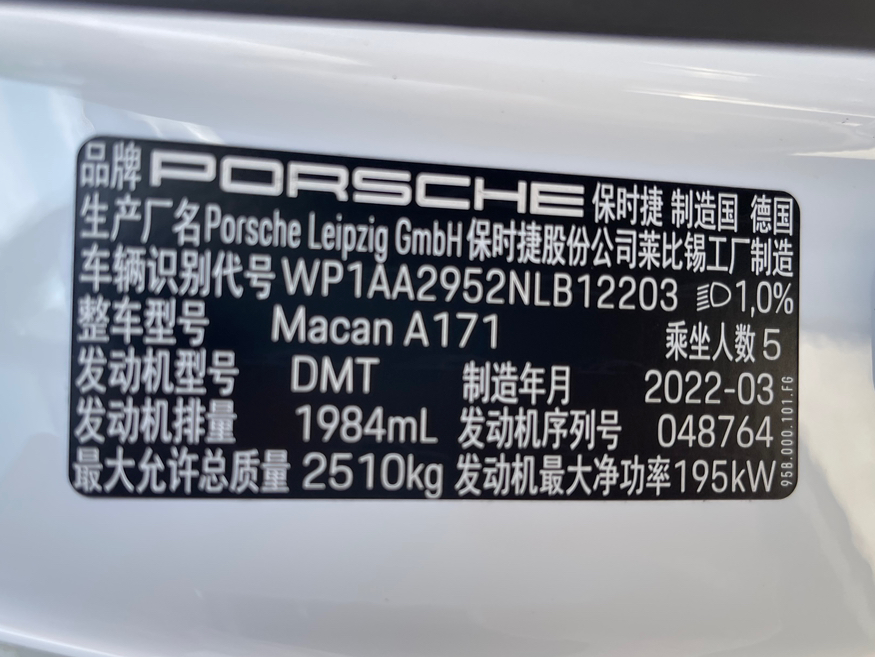 品牌 PORSCHE 保时捷 制造国 德国
生产厂名 Porsche Leipzig GmbH 保时捷股份公司莱比锡工厂制造
车辆识别代号 WP1AA2952NLB12203 1,0%
整车型号 Macan A171 乘坐人数 5
发动机型号 DMT 制造年月 2022-03
发动机排量 1984mL 发动机序列号 048764
最大允许总质量 2510kg 发动机最大净功率 195kW
95B.000.101.FG